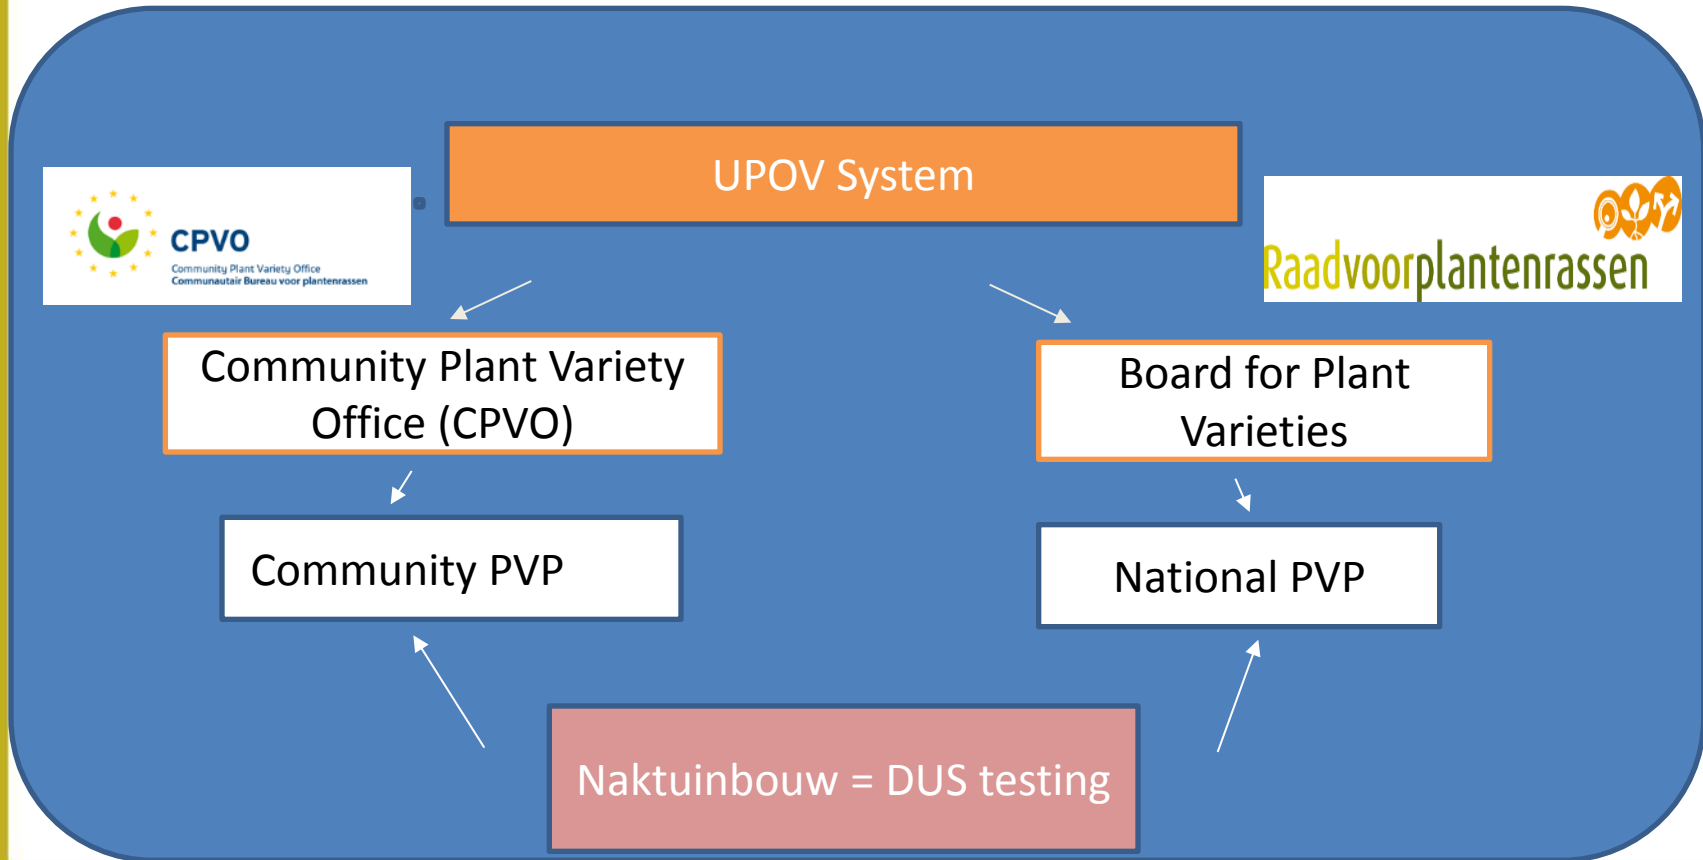 UPOV System
CPVO
Community Plant Variety Office
Communautair Bureau voor plantenrassen
Raadvoorplantenrassen
Community Plant Variety
Office (CPVO)
Board for Plant
Varieties
Community PVP
National PVP
Naktuinbouw = DUS testing